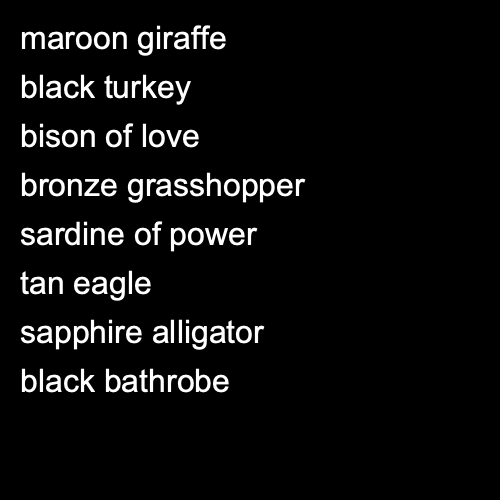 maroon giraffe
black turkey
bison of love
bronze grasshopper
sardine of power
tan eagle
sapphire alligator
black bathrobe